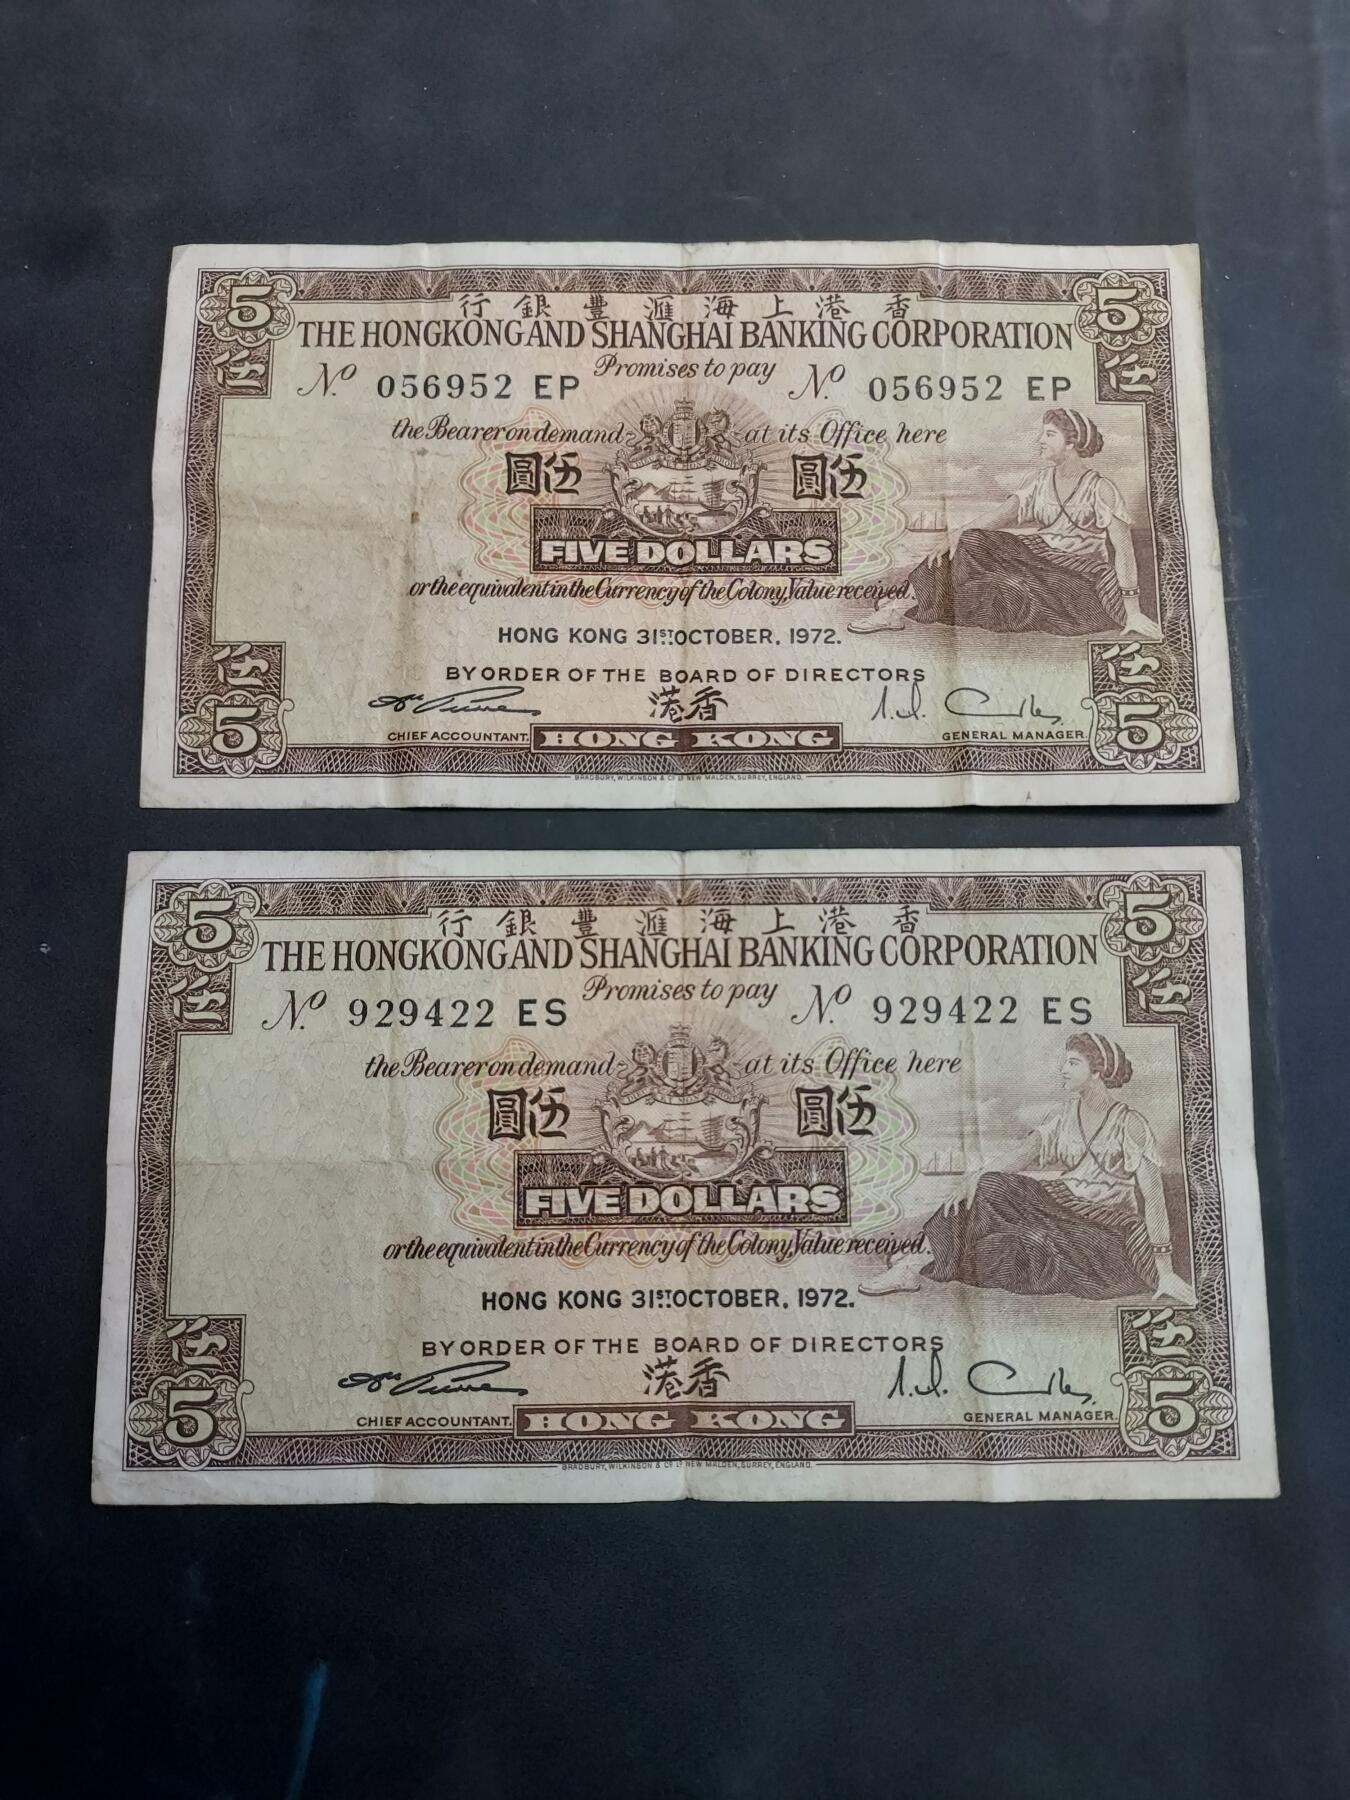 5 行銀豐滙海上港香 5
THE HONGKONG AND SHANGHAI BANKING CORPORATION
伍 Promises to pay 伍
Nº 056952 EP Nº 056952 EP
the Bearer on demand at its Office here
圓伍 圓伍
FIVE DOLLARS
or the equivalent in the Currency of the Colony, Value received.
HONG KONG 31ST OCTOBER, 1972.
伍 BY ORDER OF THE BOARD OF DIRECTORS 伍
港香
5 CHIEF ACCOUNTANT. HONG KONG GENERAL MANAGER. 5
BRADBURY, WILKINSON & Cº Lº NEW MALDEN, SURREY, ENGLAND.
5 行銀豐滙海上港香 5
THE HONGKONG AND SHANGHAI BANKING CORPORATION
伍 Promises to pay 伍
Nº 929422 ES Nº 929422 ES
the Bearer on demand at its Office here
圓伍 圓伍
FIVE DOLLARS
or the equivalent in the Currency of the Colony, Value received.
HONG KONG 31ST OCTOBER, 1972.
伍 BY ORDER OF THE BOARD OF DIRECTORS 伍
港香
5 CHIEF ACCOUNTANT. HONG KONG GENERAL MANAGER. 5
BRADBURY, WILKINSON & Cº Lº NEW MALDEN, SURREY, ENGLAND.